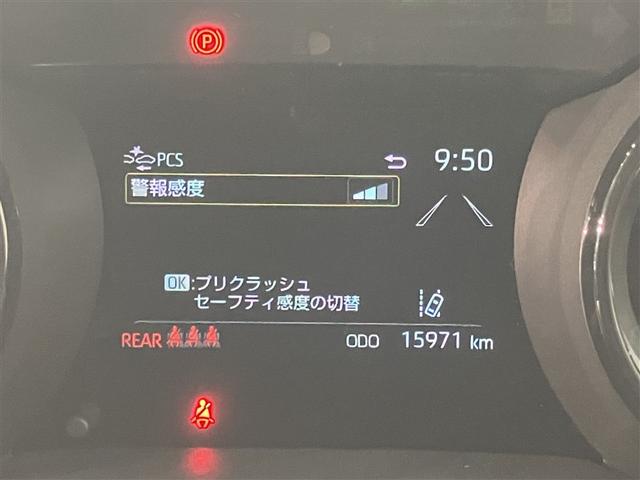 P
PCS
9:50
警報感度
OK:プリクラッシュ
セーフティ感度の切替
REAR
ODO 15971 km